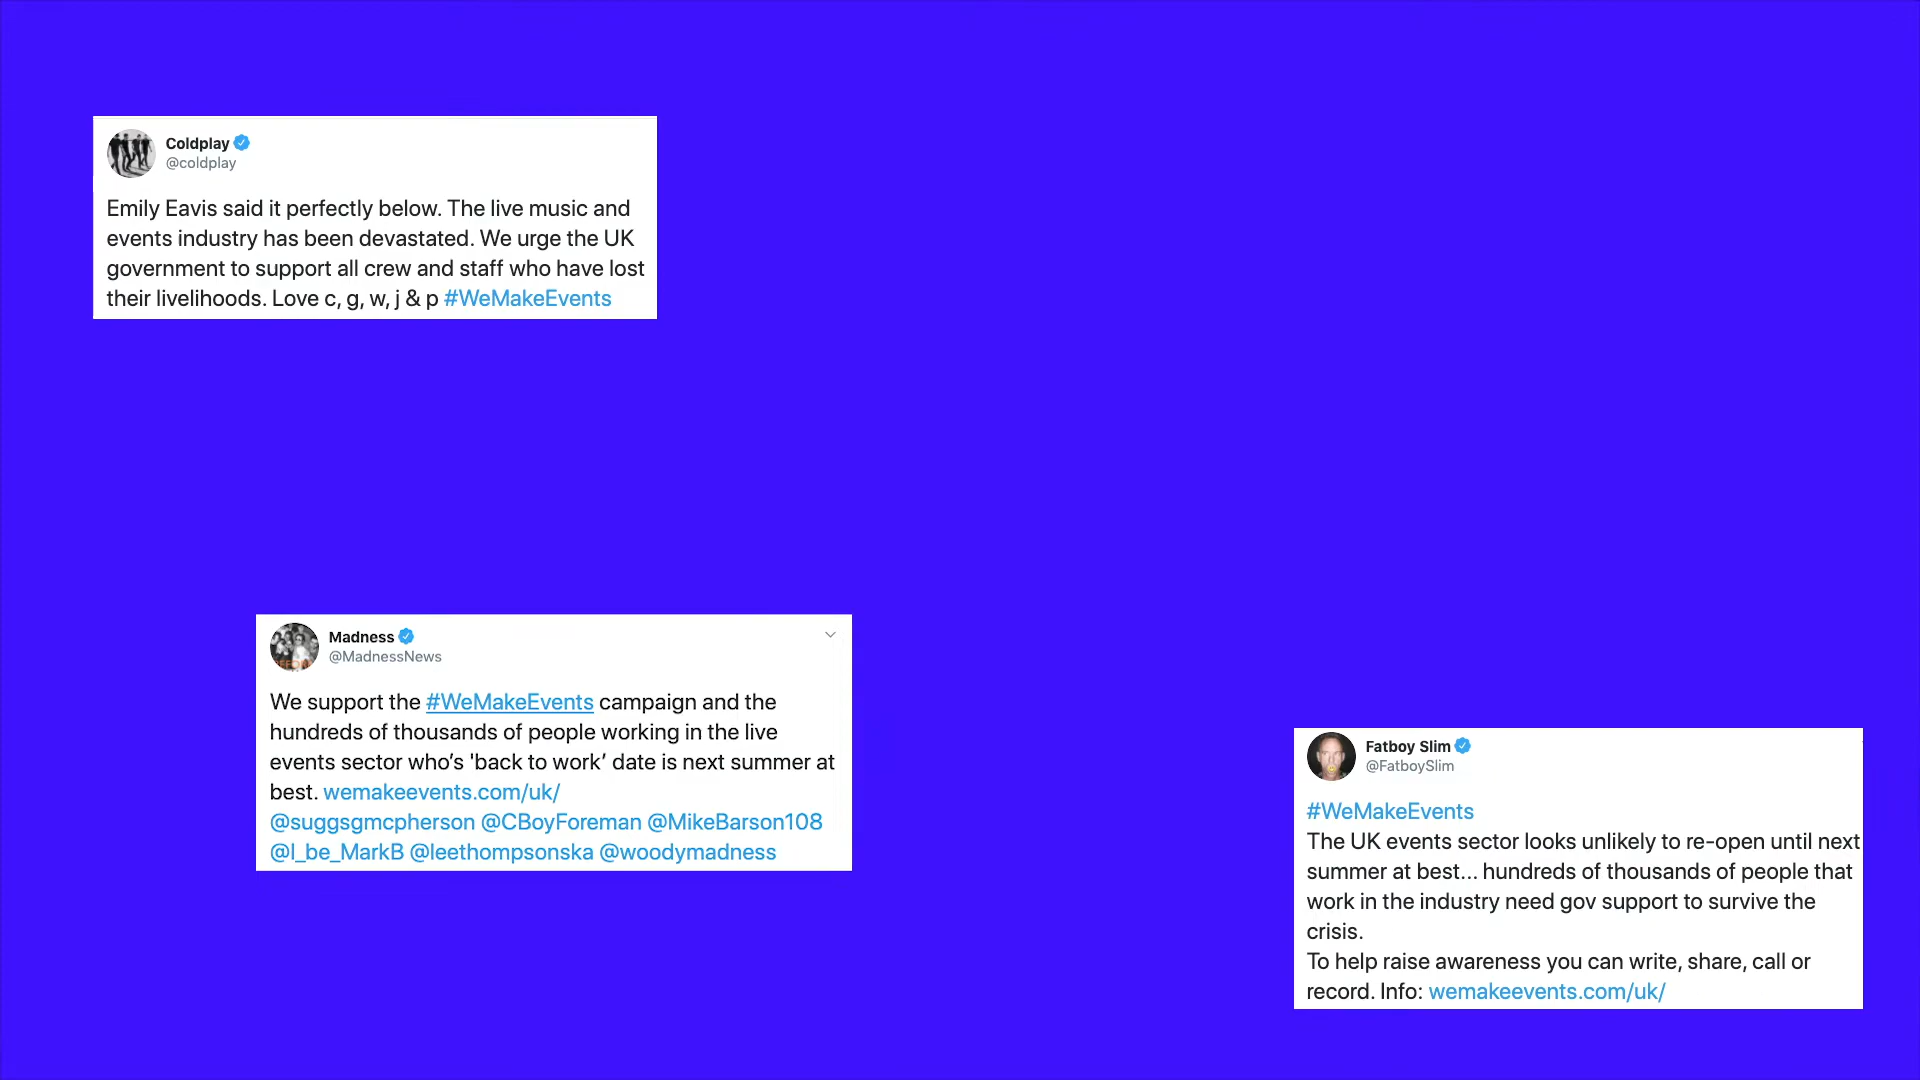 Coldplay
@coldplay
Emily Eavis said it perfectly below. The live music and
events industry has been devastated. We urge the UK
government to support all crew and staff who have lost
their livelihoods. Love c, g, w, j & p #WeMakeEvents
Madness
@MadnessNews
We support the #WeMakeEvents campaign and the
hundreds of thousands of people working in the live
events sector who’s 'back to work’ date is next summer at
best. wemakeevents.com/uk/
@suggsgmcpherson @CBoyForeman @MikeBarson108
@I_be_MarkB @leethompsonska @woodymadness
Fatboy Slim
@FatboySlim
#WeMakeEvents
The UK events sector looks unlikely to re-open until next
summer at best... hundreds of thousands of people that
work in the industry need gov support to survive the
crisis.
To help raise awareness you can write, share, call or
record. Info: wemakeevents.com/uk/